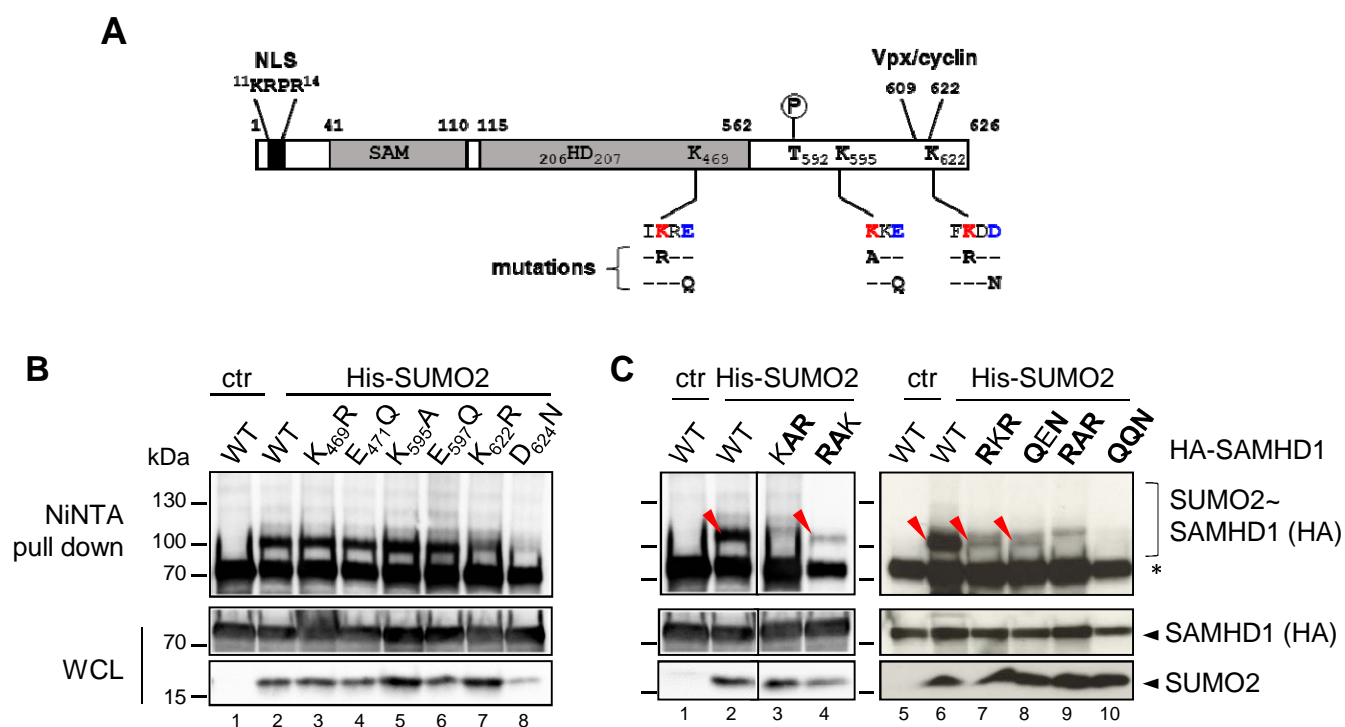 A
NLS
¹¹KRPR¹⁴
Vpx/cyclin
609 622
P
1 41 110 115 562 626
SAM ₂₀₆HD₂₀₇ K₄₆₉ T₅₉₂ K₅₉₅ K₆₂₂
IKRE KKE FKDD
mutations
-R-- A-- -R--
---Q --Q ---N
B
ctr His-SUMO2
WT WT K₄₆₉R E₄₇₁Q K₅₉₅A E₅₉₇Q K₆₂₂R D₆₂₄N
kDa
130
100
70
NiNTA
pull down
70
WCL
15
1 2 3 4 5 6 7 8
C
ctr His-SUMO2 ctr His-SUMO2
WT WT KAR RAK WT WT RKR QEN RAR QQN
HA-SAMHD1
SUMO2~
SAMHD1 (HA)
*
SAMHD1 (HA)
SUMO2
1 2 3 4 5 6 7 8 9 10